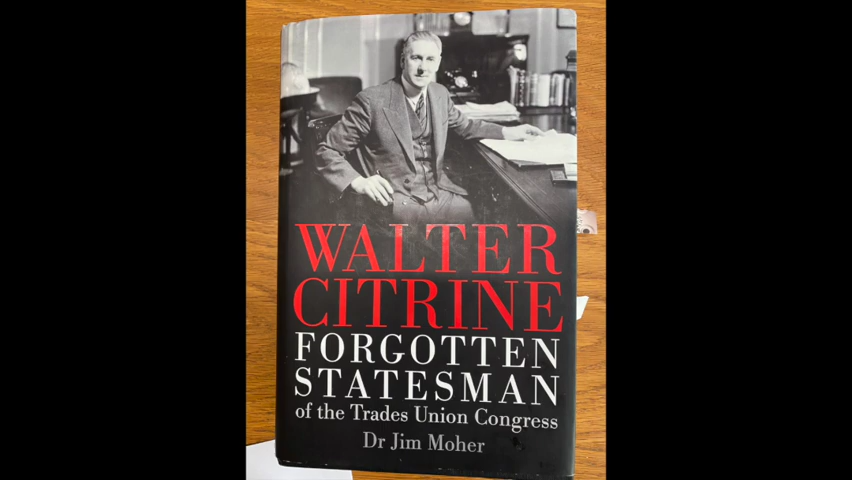 WALTER
CITRINE
FORGOTTEN
STATESMAN
of the Trades Union Congress
Dr Jim Moher